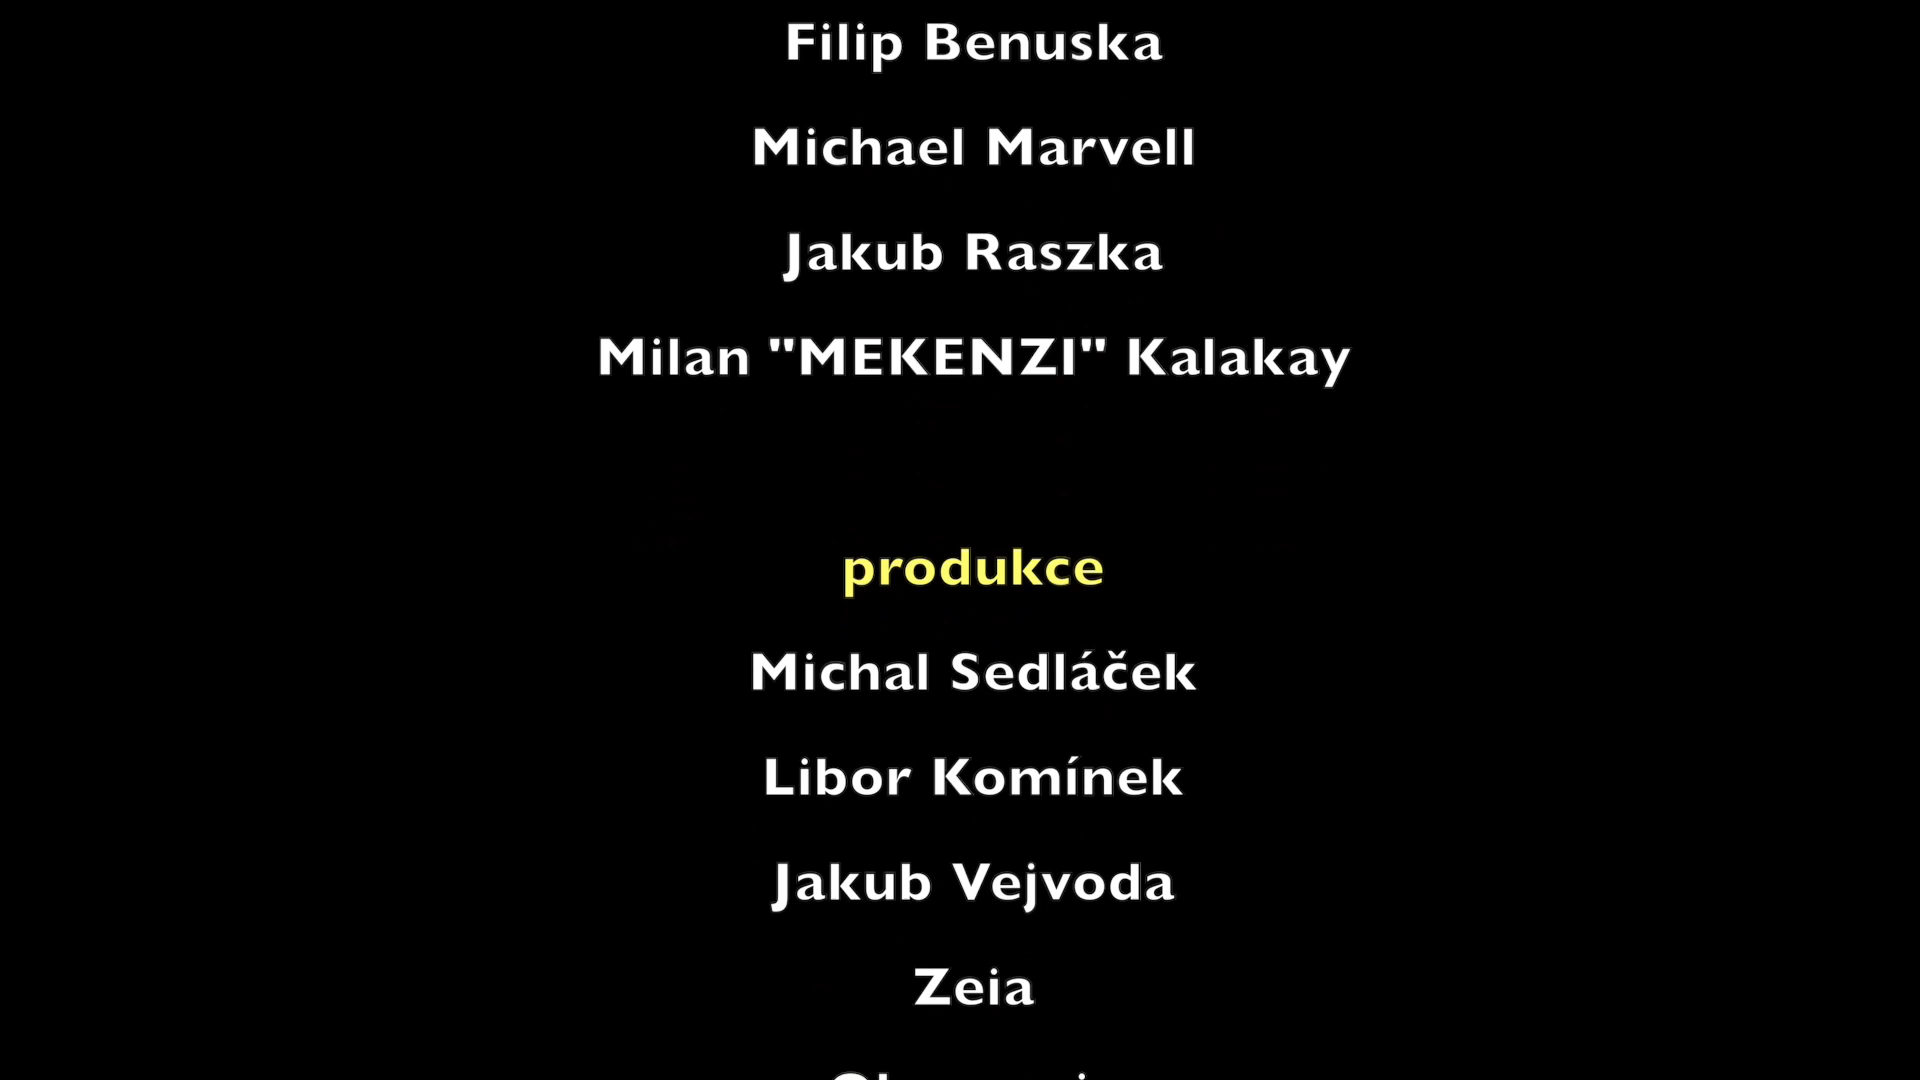 Filip Benuska
Michael Marvell
Jakub Raszka
Milan "MEKENZI" Kalakay
produkce
Michal Sedláček
Libor Komínek
Jakub Vejvoda
Zeia